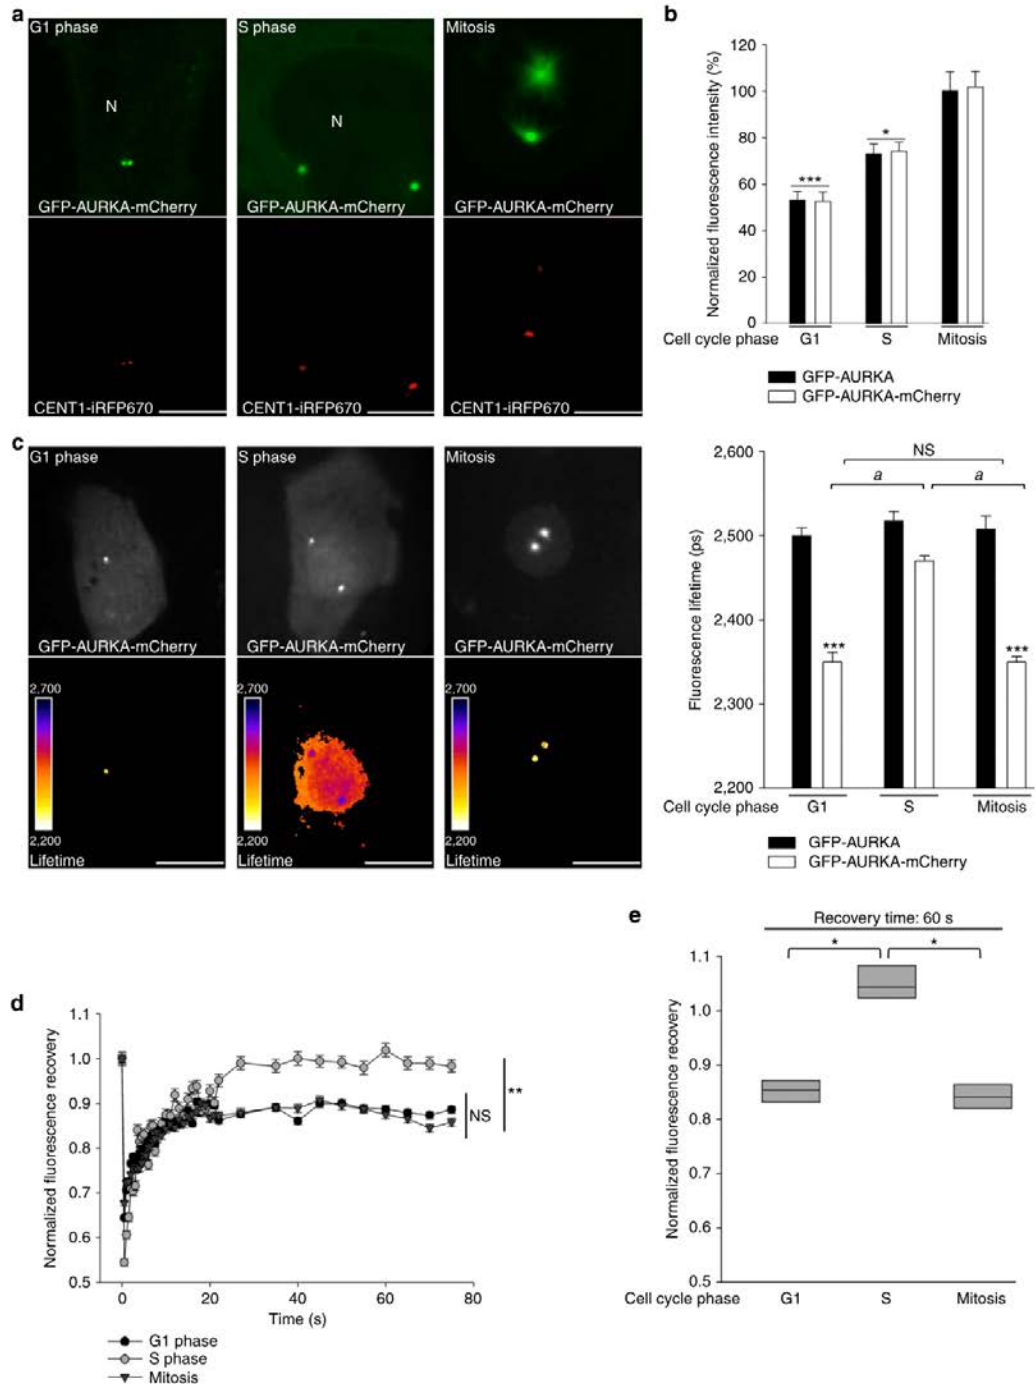 a
G1 phase
S phase
Mitosis
N
N
GFP-AURKA-mCherry
GFP-AURKA-mCherry
GFP-AURKA-mCherry
CENT1-iRFP670
CENT1-iRFP670
CENT1-iRFP670
b
Normalized fluorescence intensity (%)
120
100
80
60
40
20
0
***
*
Cell cycle phase
G1
S
Mitosis
GFP-AURKA
GFP-AURKA-mCherry
c
G1 phase
S phase
Mitosis
GFP-AURKA-mCherry
GFP-AURKA-mCherry
GFP-AURKA-mCherry
2,700
2,700
2,700
2,200
2,200
2,200
Lifetime
Lifetime
Lifetime
Fluorescence lifetime (ps)
2,600
2,500
2,400
2,300
2,200
NS
a
a
***
***
Cell cycle phase
G1
S
Mitosis
GFP-AURKA
GFP-AURKA-mCherry
d
Normalized fluorescence recovery
1.1
1.0
0.9
0.8
0.7
0.6
0.5
0
20
40
60
80
Time (s)
NS
**
G1 phase
S phase
Mitosis
e
Recovery time: 60 s
*
*
Normalized fluorescence recovery
1.1
1.0
0.9
0.8
0.7
0.6
0.5
Cell cycle phase
G1
S
Mitosis